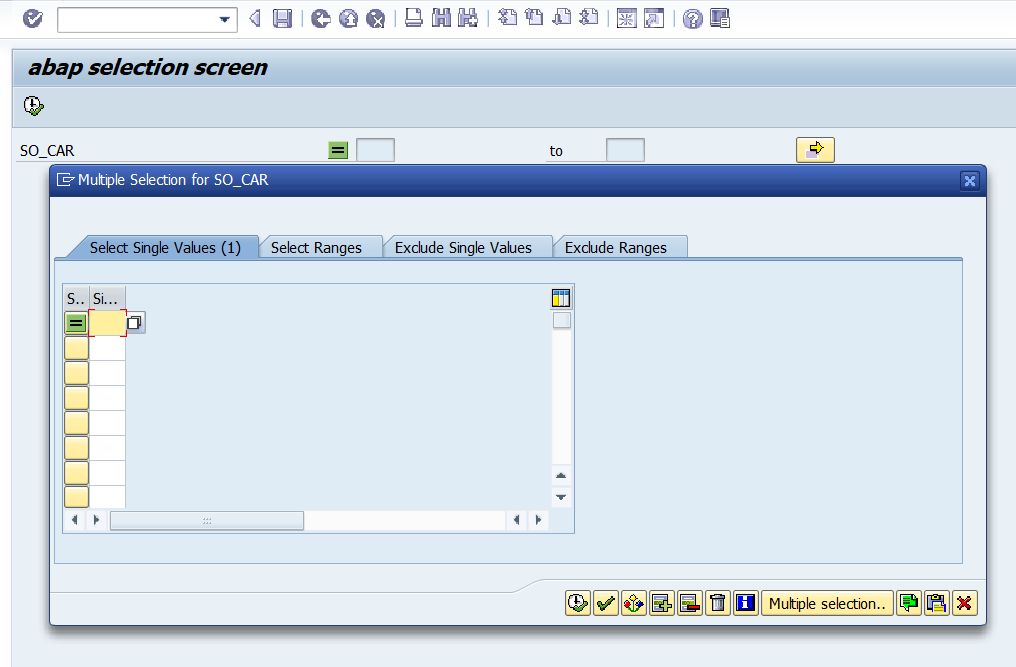 abap selection screen
SO_CAR
to
Multiple Selection for SO_CAR
Select Single Values (1)
Select Ranges
Exclude Single Values
Exclude Ranges
S.. Si...
Multiple selection..